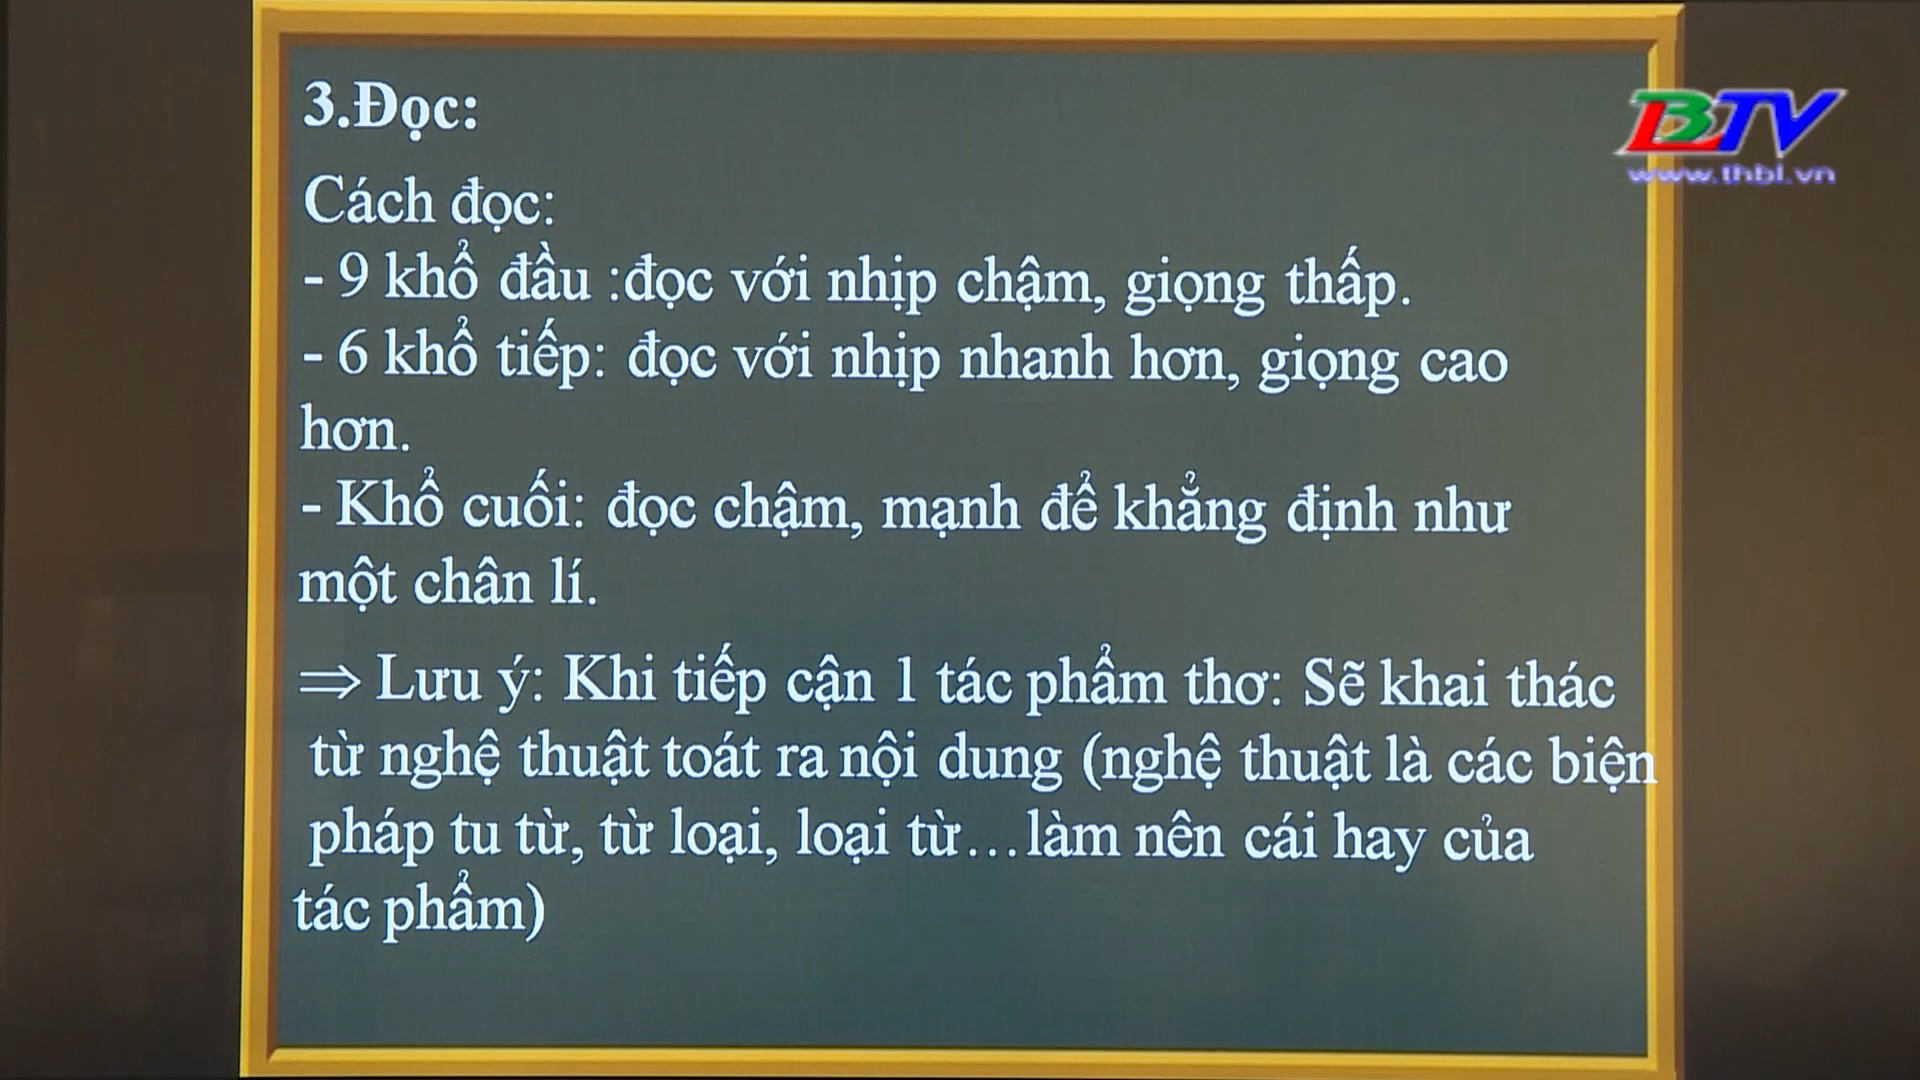 3.Đọc:
BTV
www.thbl.vn
Cách đọc:
- 9 khổ đầu :đọc với nhịp chậm, giọng thấp.
- 6 khổ tiếp: đọc với nhịp nhanh hơn, giọng cao
hơn.
- Khổ cuối: đọc chậm, mạnh để khẳng định như
một chân lí.
⇒ Lưu ý: Khi tiếp cận 1 tác phẩm thơ: Sẽ khai thác
từ nghệ thuật toát ra nội dung (nghệ thuật là các biện
pháp tu từ, từ loại, loại từ…làm nên cái hay của
tác phẩm)